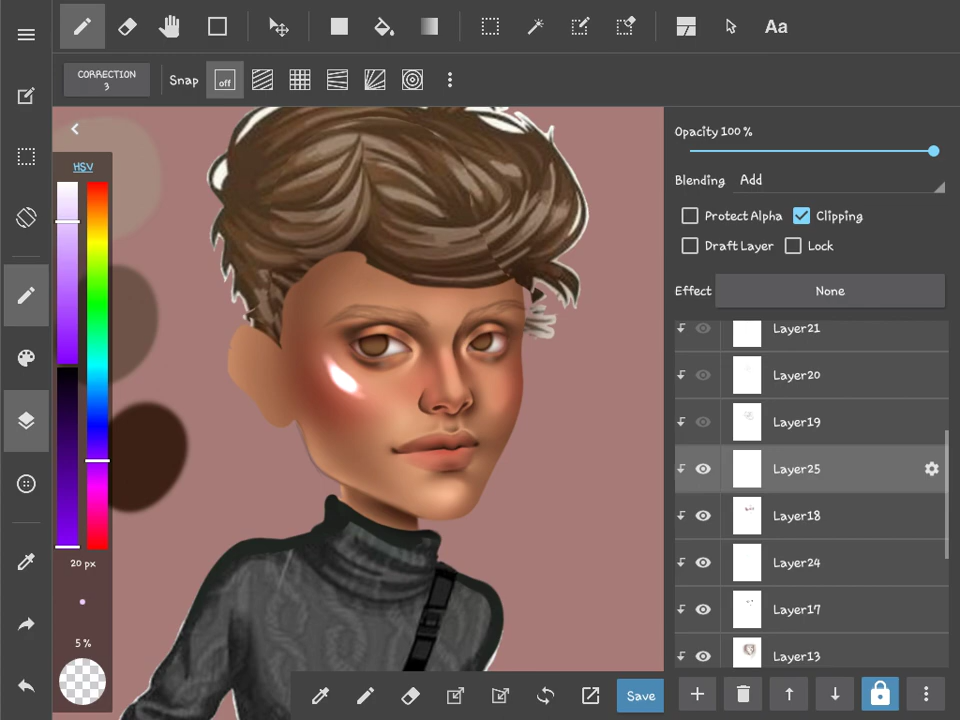 Aa
CORRECTION
3
Snap
off
HSV
20 px
5 %
Opacity 100 %
Blending Add
Protect Alpha
Clipping
Draft Layer
Lock
Effect None
Layer21
Layer20
Layer19
Layer25
Layer18
Layer24
Layer17
Layer13
Save